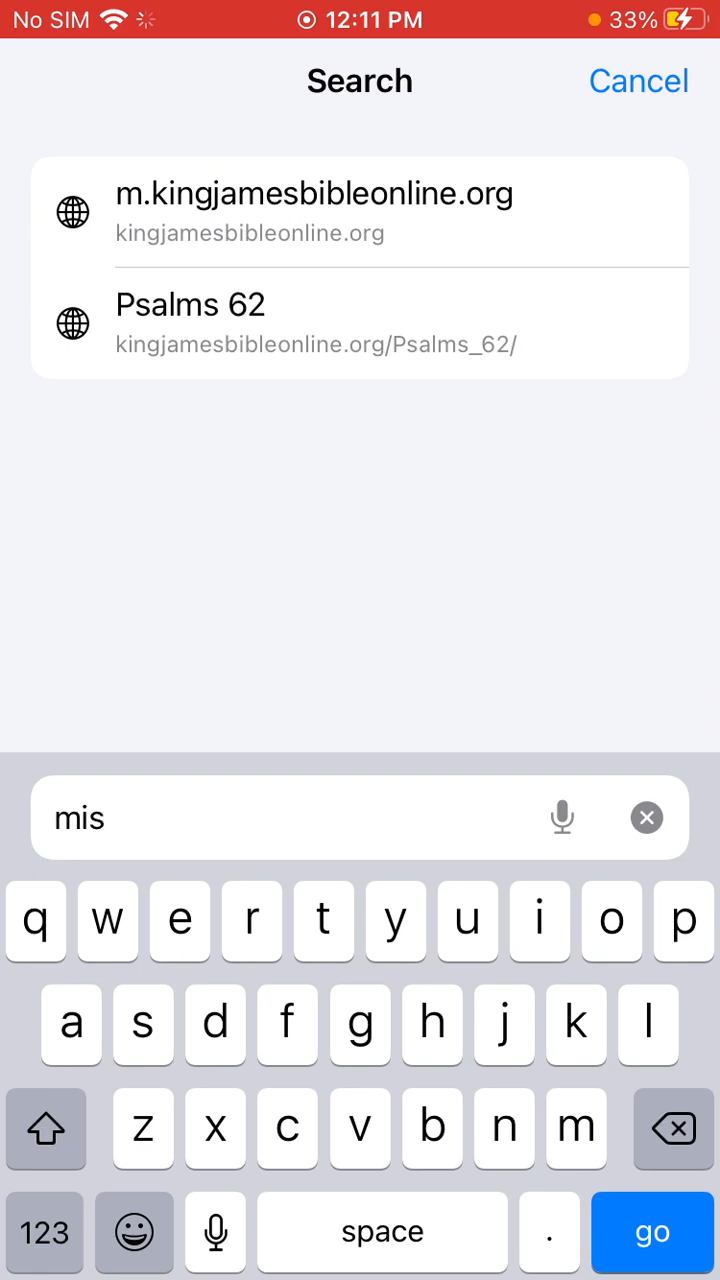 No SIM 12:11 PM 33%
Search Cancel
m.kingjamesbibleonline.org
kingjamesbibleonline.org
Psalms 62
kingjamesbibleonline.org/Psalms_62/
mis
q w e r t y u i o p
a s d f g h j k l
z x c v b n m
123 space . go